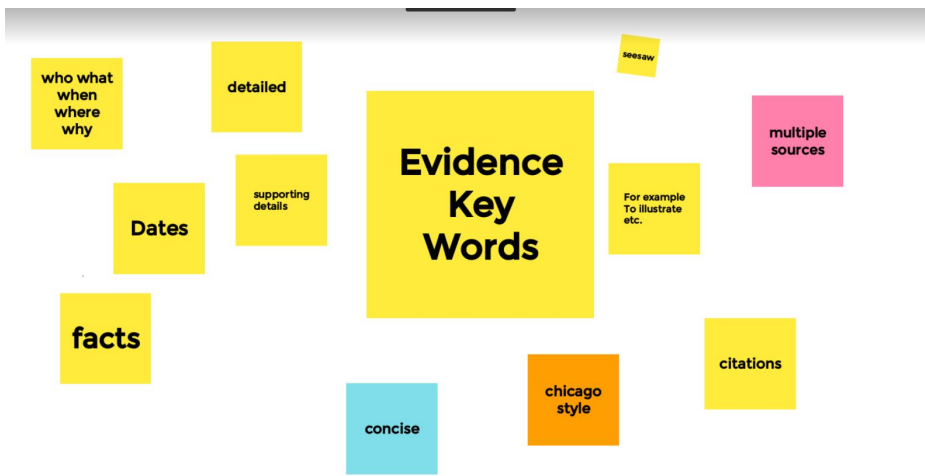 who what
when
where
why
detailed
seesaw
multiple
sources
Evidence
Key
Words
supporting
details
For example
To illustrate
etc.
Dates
facts
citations
chicago
style
concise